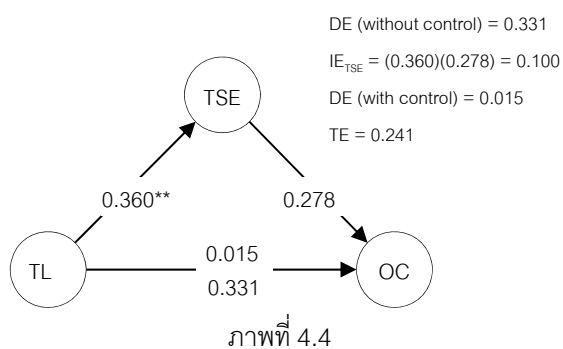 DE (without control) = 0.331
IE_TSE = (0.360)(0.278) = 0.100
DE (with control) = 0.015
TE = 0.241
TSE
0.360**
0.278
TL
0.015
0.331
OC
ภาพที่ 4.4